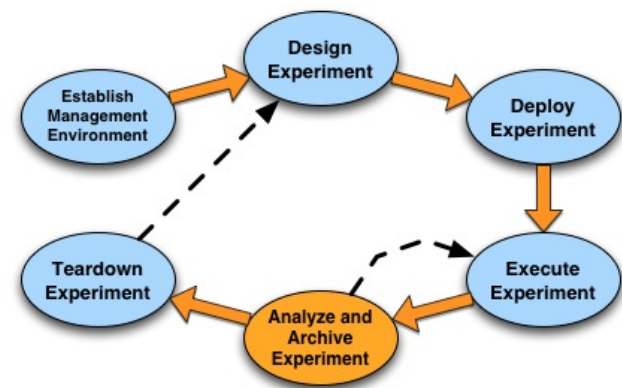 Design
Experiment
Establish
Management
Environment
Deploy
Experiment
Teardown
Experiment
Execute
Experiment
Analyze and
Archive
Experiment